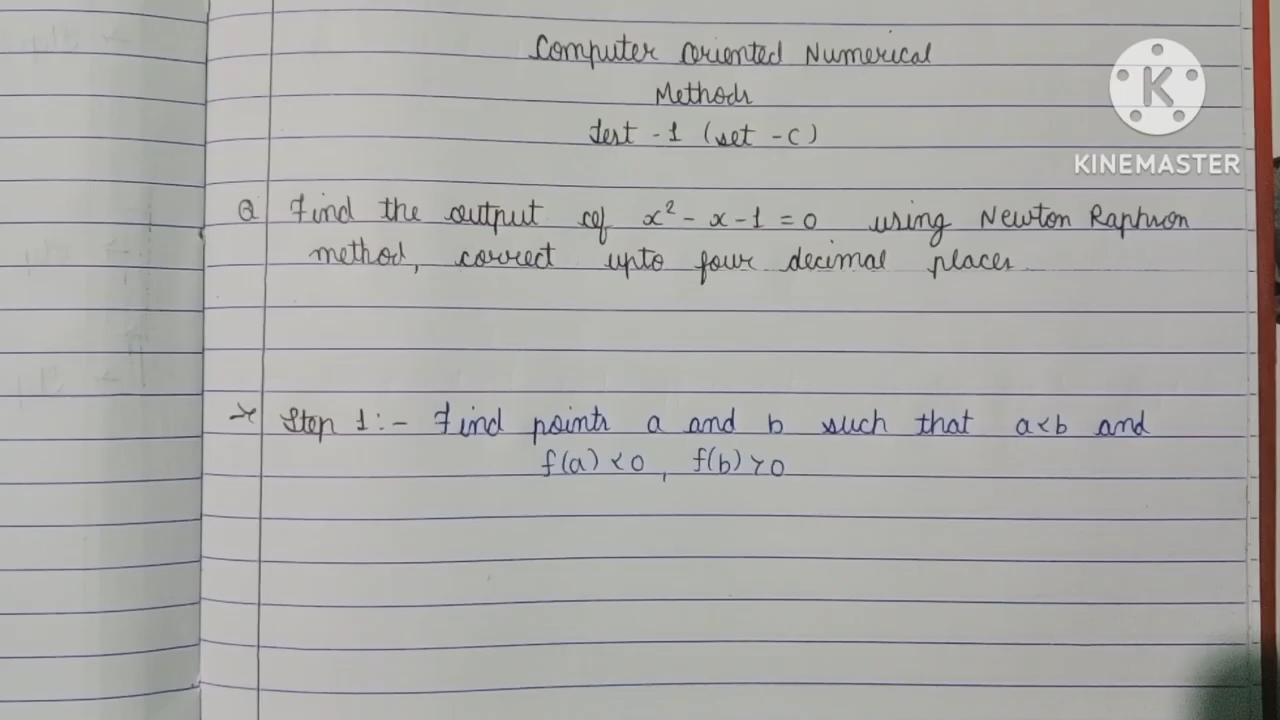 Computer Oriented Numerical
Methods
Test - 1 (set - C)
KINEMASTER
Q Find the output of x² - x - 1 = 0 using Newton Raphson
method, correct upto four decimal places
→ Step 1:- Find points a and b such that a<b and
f(a) <0, f(b) >0